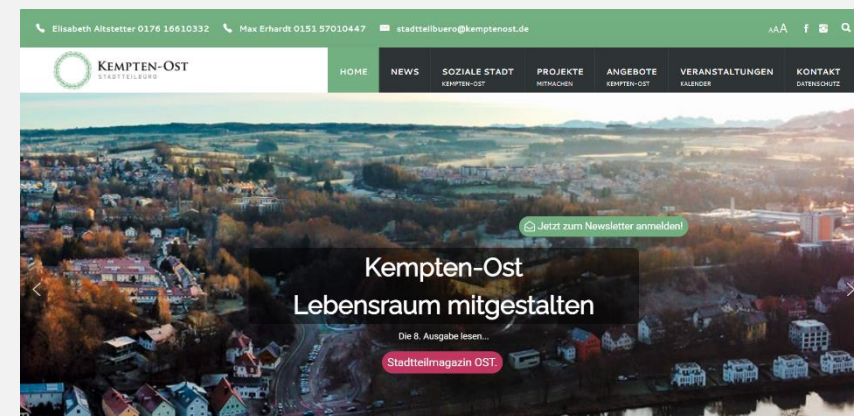 Elisabeth Altstetter 0176 16610332 Max Erhardt 0151 57010447 stadtteilbuero@kemptenost.de AAA f
KEMPTEN-OST
STADTTEILBÜRO
HOME NEWS SOZIALE STADT PROJEKTE ANGEBOTE VERANSTALTUNGEN KONTAKT
KEMPTEN-OST MITMACHEN KEMPTEN-OST KALENDER DATENSCHUTZ
Jetzt zum Newsletter anmelden!
Kempten-Ost
Lebensraum mitgestalten
Die 8. Ausgabe lesen...
Stadtteilmagazin OST.